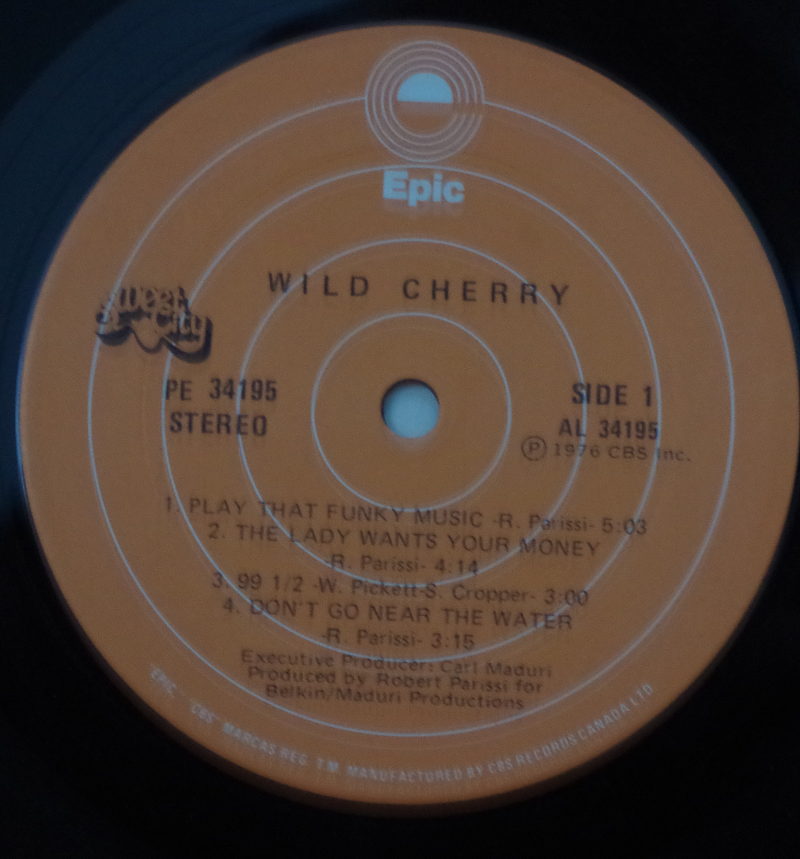 Epic
WILD CHERRY
Sweet
City
PE 34195
STEREO
SIDE 1
AL 34195
Ⓟ 1976 CBS Inc.
1. PLAY THAT FUNKY MUSIC -R. Parissi- 5:03
2. THE LADY WANTS YOUR MONEY
-R. Parissi- 4:14
3. 99 1/2 -W. Pickett-S. Cropper- 3:00
4. DON'T GO NEAR THE WATER
-R. Parissi- 3:15
Executive Producer: Carl Maduri
Produced by Robert Parissi for
Belkin/Maduri Productions
"EPIC" "CBS" MARCAS REG. T.M. MANUFACTURED BY CBS RECORDS CANADA LTD